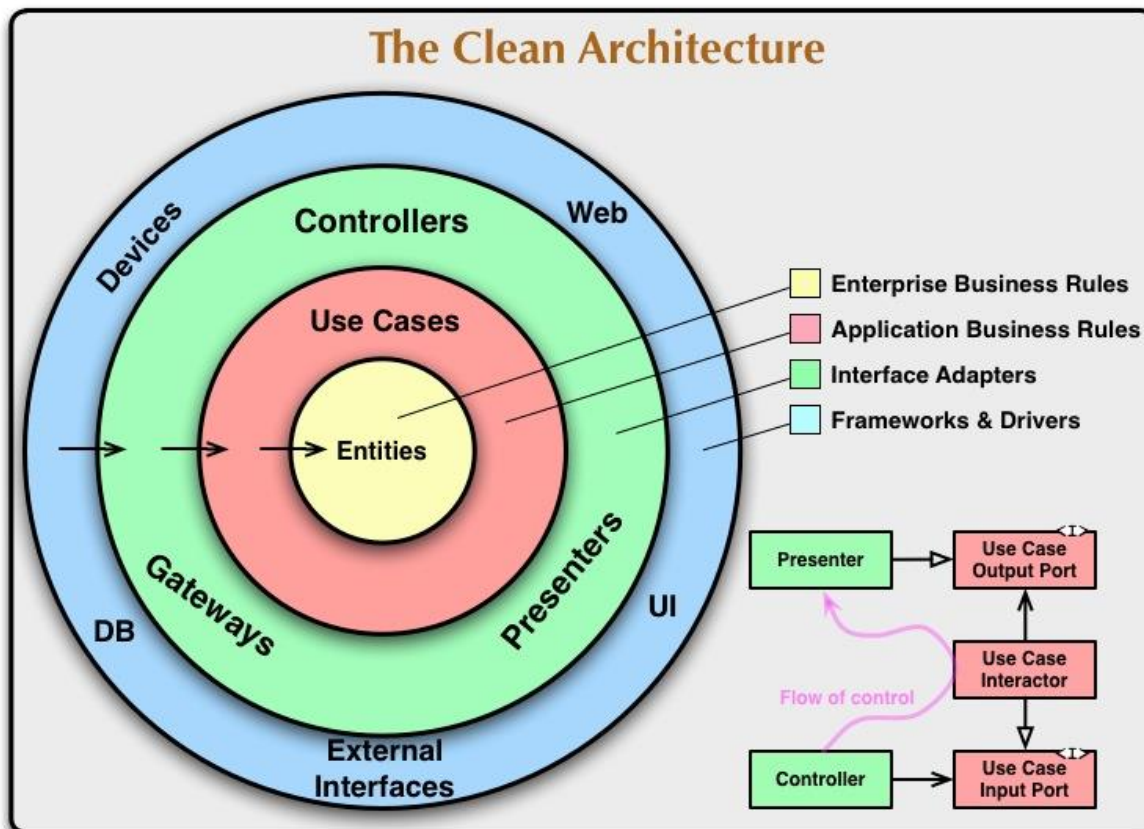 The Clean Architecture
Devices
Web
Controllers
Use Cases
Entities
Gateways
Presenters
DB
UI
External
Interfaces
Enterprise Business Rules
Application Business Rules
Interface Adapters
Frameworks & Drivers
Presenter
<I>
Use Case
Output Port
Use Case
Interactor
Flow of control
Controller
<I>
Use Case
Input Port